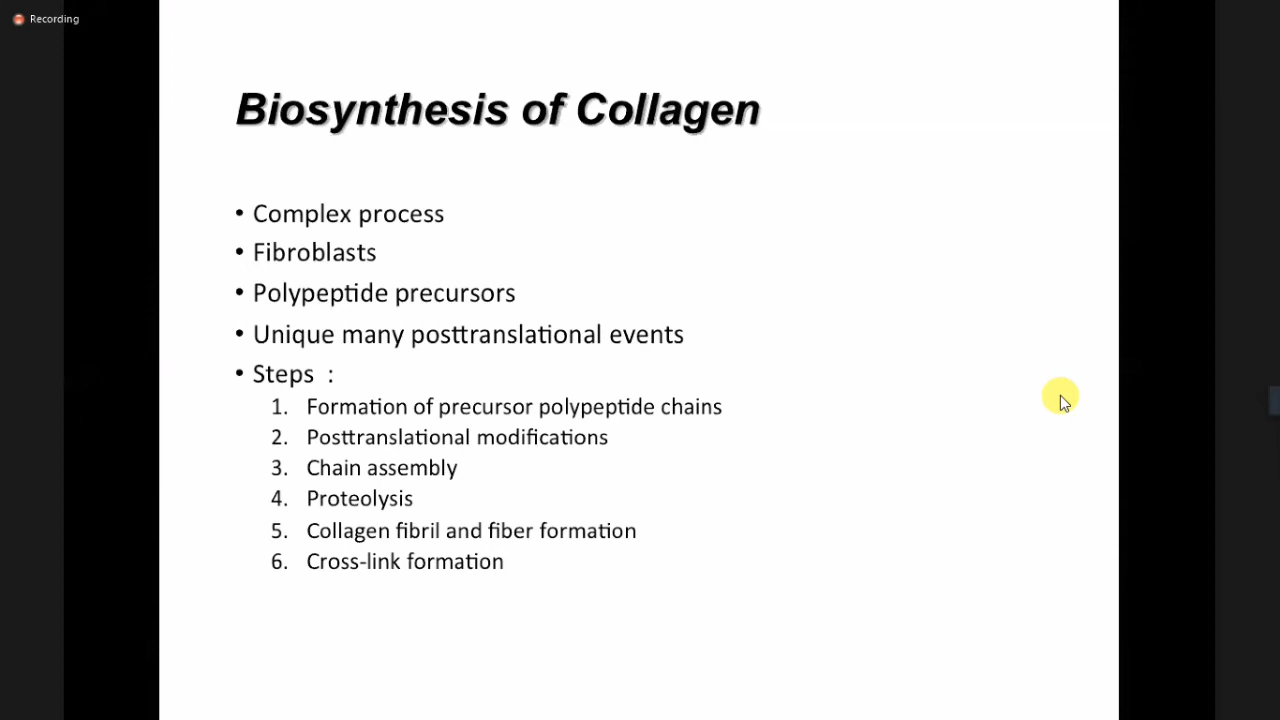 Recording
Biosynthesis of Collagen
• Complex process
• Fibroblasts
• Polypeptide precursors
• Unique many posttranslational events
• Steps :
1. Formation of precursor polypeptide chains
2. Posttranslational modifications
3. Chain assembly
4. Proteolysis
5. Collagen fibril and fiber formation
6. Cross-link formation